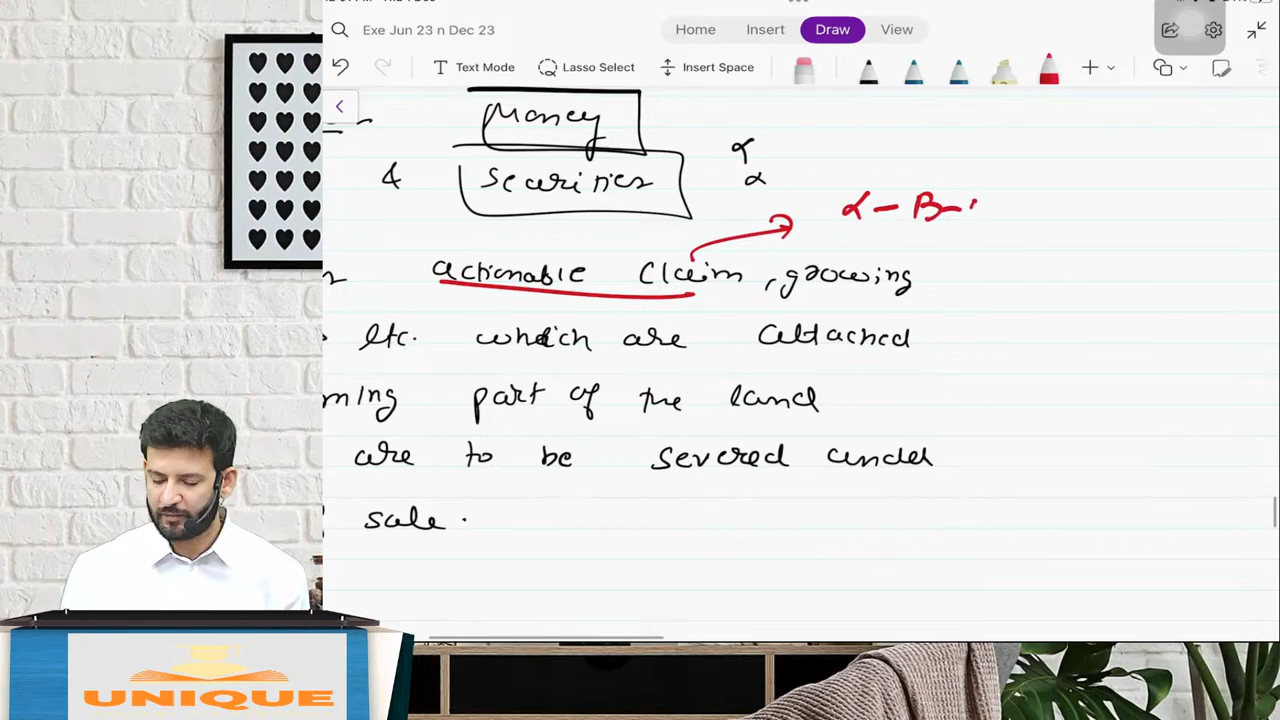 Exe Jun 23 n Dec 23
Home Insert Draw View
Text Mode Lasso Select Insert Space
Money
& Securities
actionable Claim, growing
etc. which are attached
ming part of the land
are to be severed under
sale.
UNIQUE